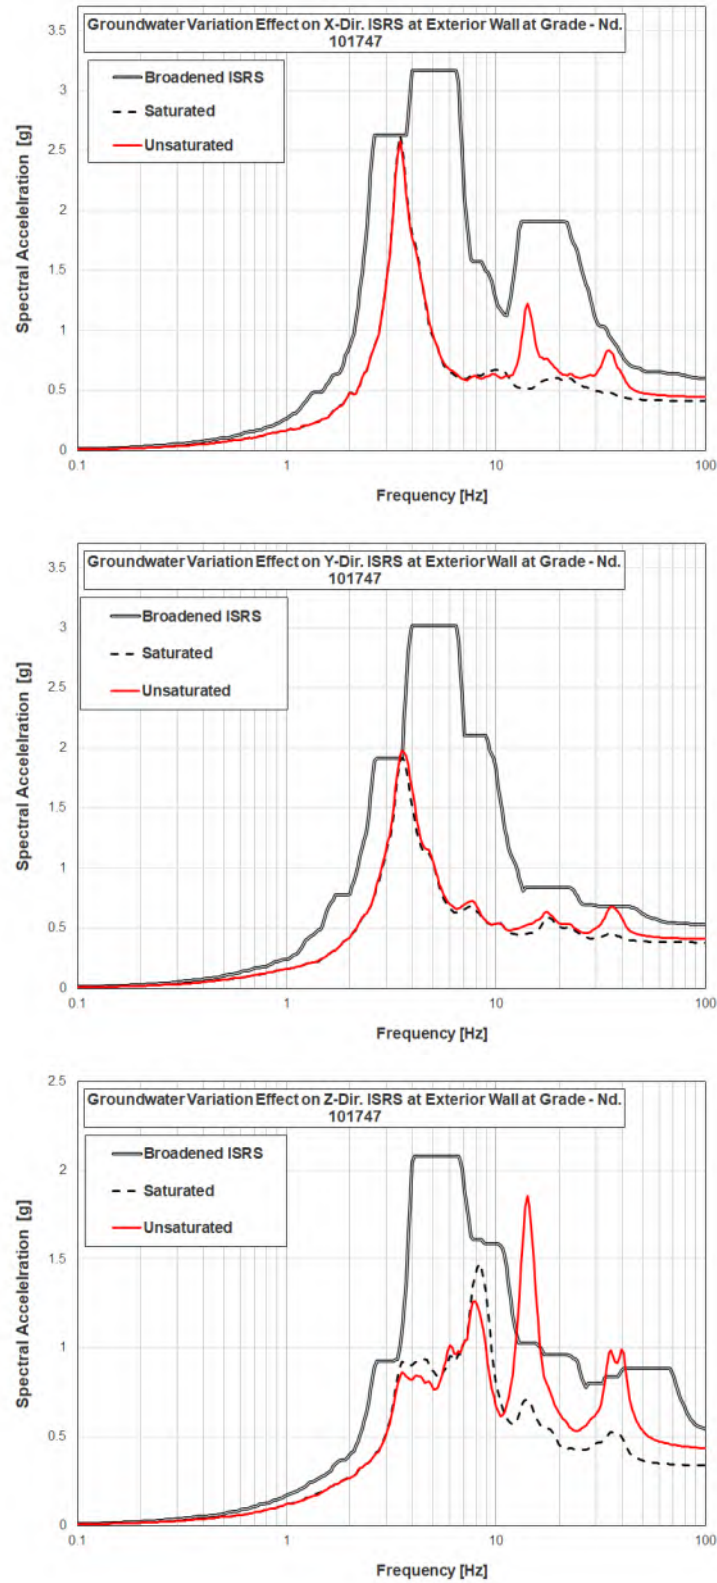 Groundwater Variation Effect on X-Dir. ISRS at Exterior Wall at Grade - Nd.
101747
Broadened ISRS
Saturated
Unsaturated
3.5
3
2.5
2
1.5
1
0.5
0
Spectral Accelelration [g]
0.1 1 10 100
Frequency [Hz]
Groundwater Variation Effect on Y-Dir. ISRS at Exterior Wall at Grade - Nd.
101747
Broadened ISRS
Saturated
Unsaturated
3.5
3
2.5
2
1.5
1
0.5
0
Spectral Accelelration [g]
0.1 1 10 100
Frequency [Hz]
Groundwater Variation Effect on Z-Dir. ISRS at Exterior Wall at Grade - Nd.
101747
Broadened ISRS
Saturated
Unsaturated
2.5
2
1.5
1
0.5
0
Spectral Accelelration [g]
0.1 1 10 100
Frequency [Hz]